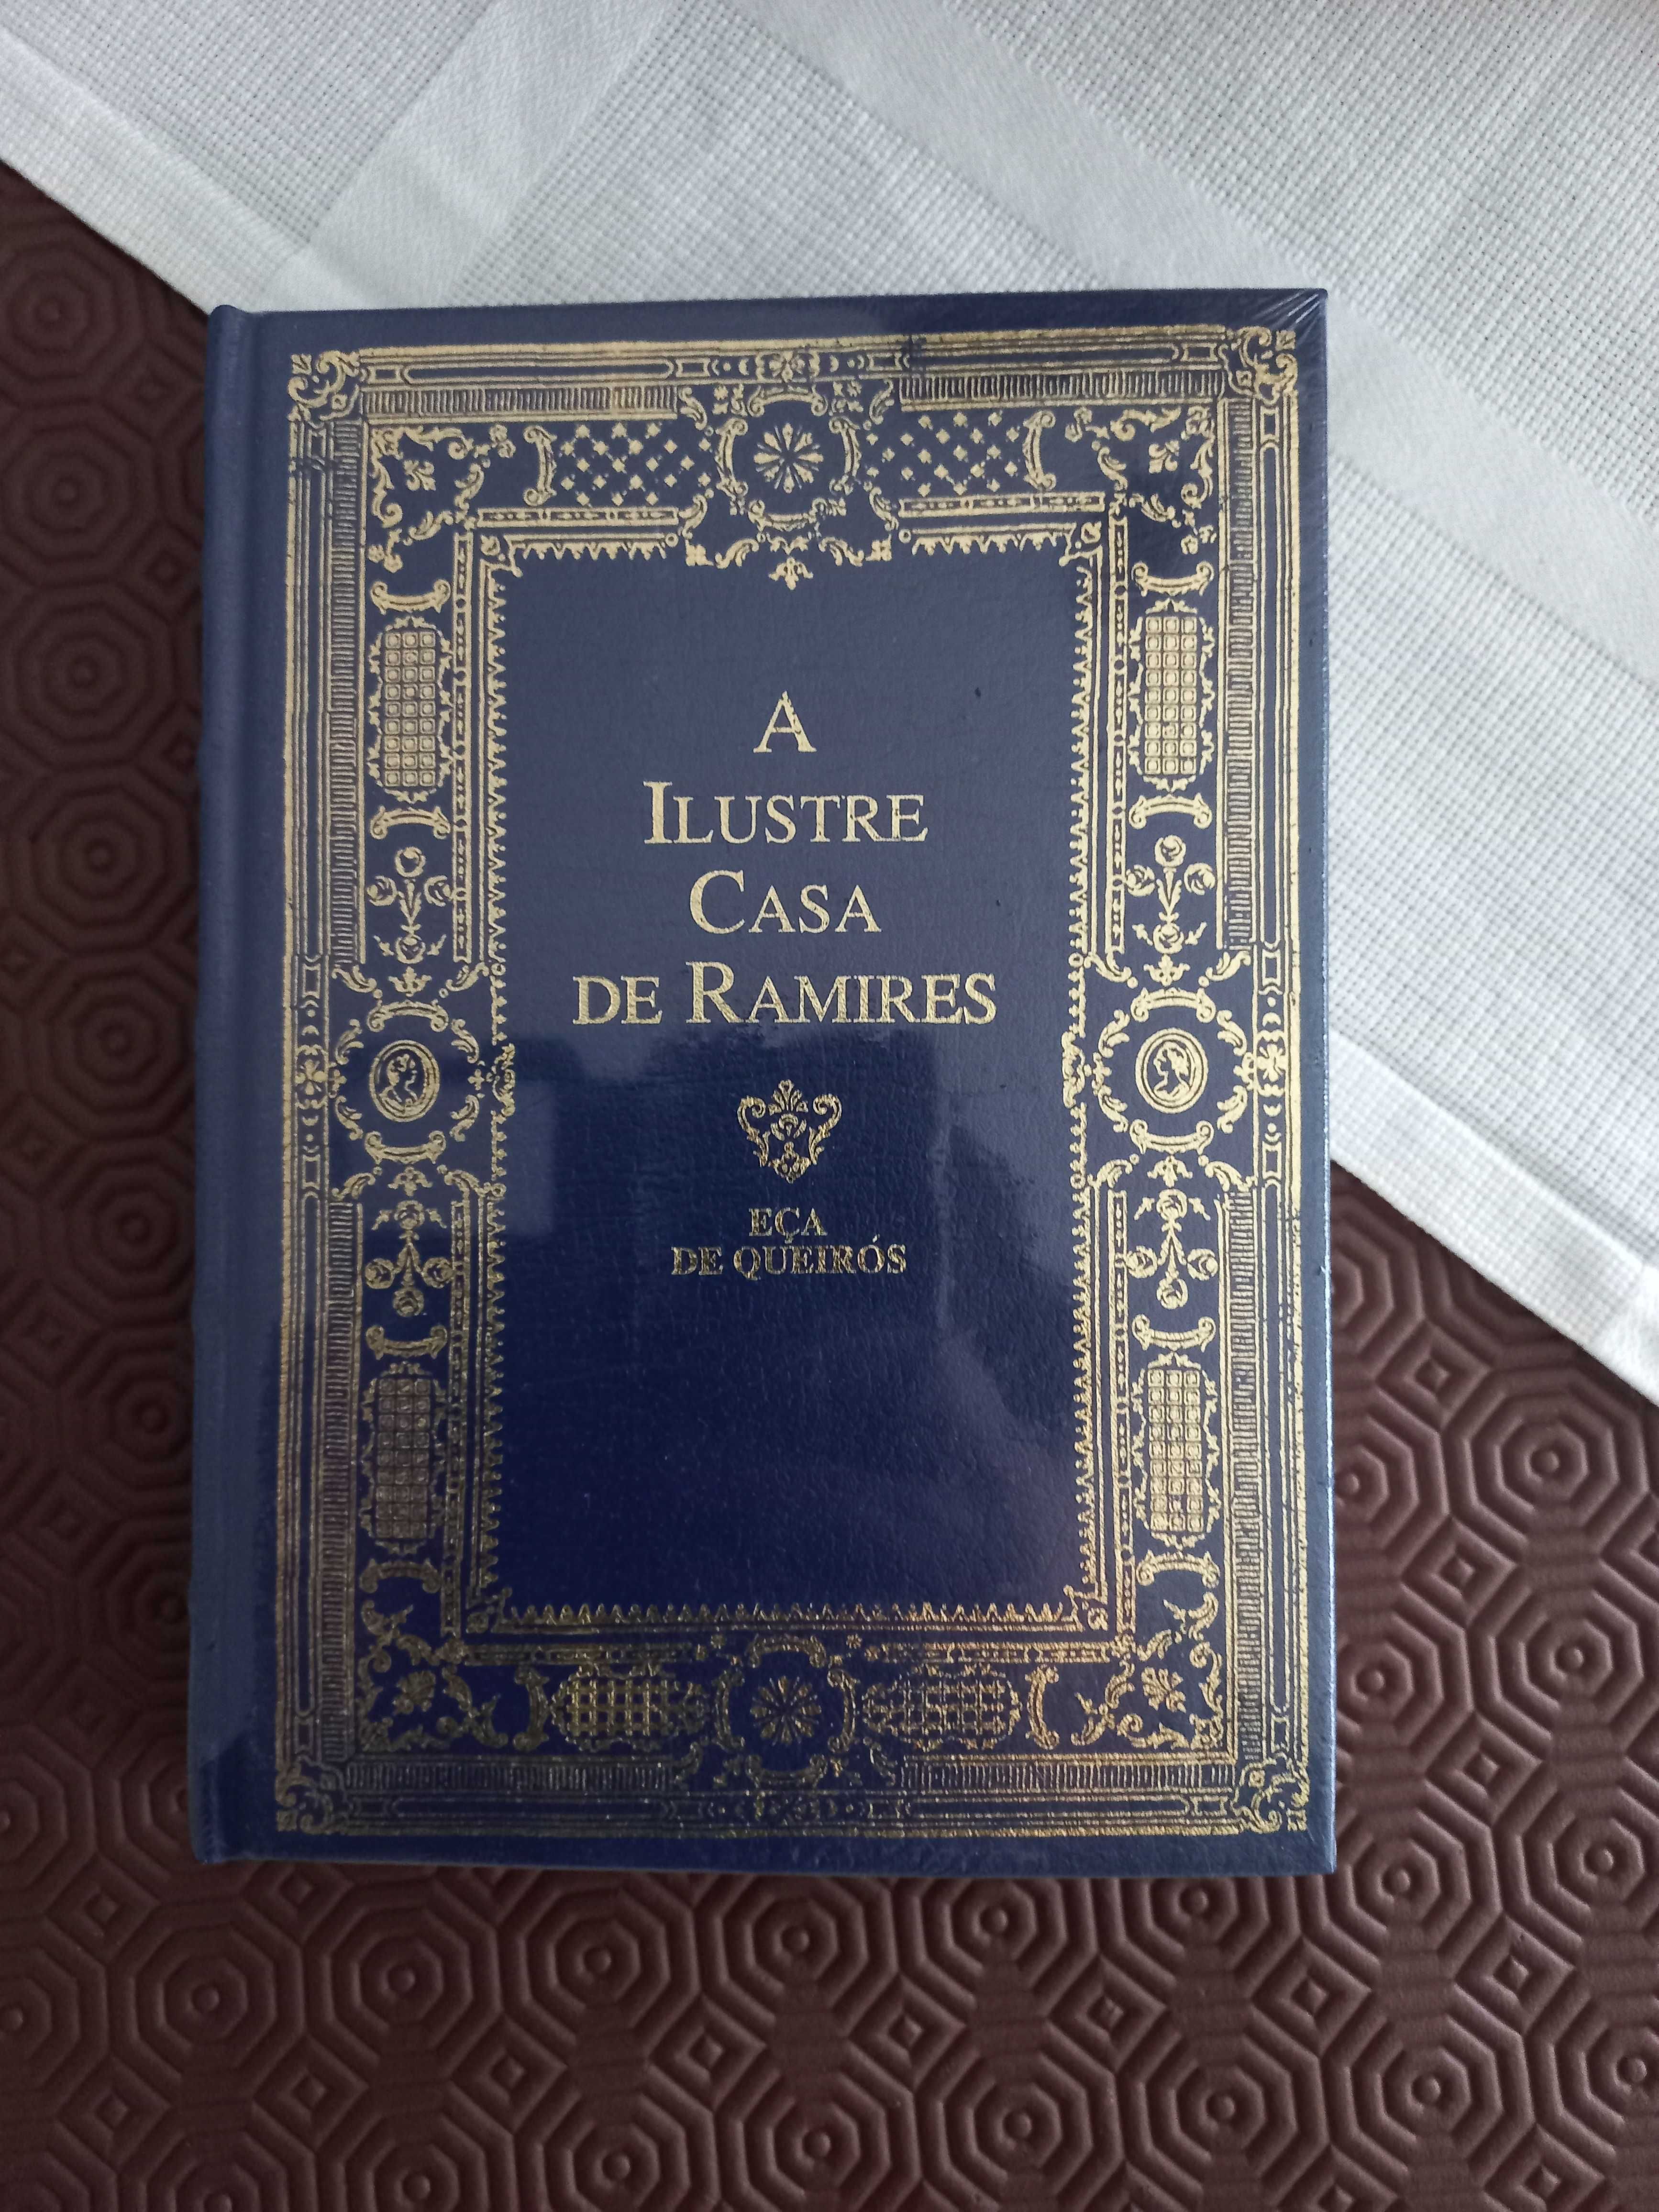 A
ILUSTRE
CASA
DE RAMIRES
EÇA
DE QUEIRÓS